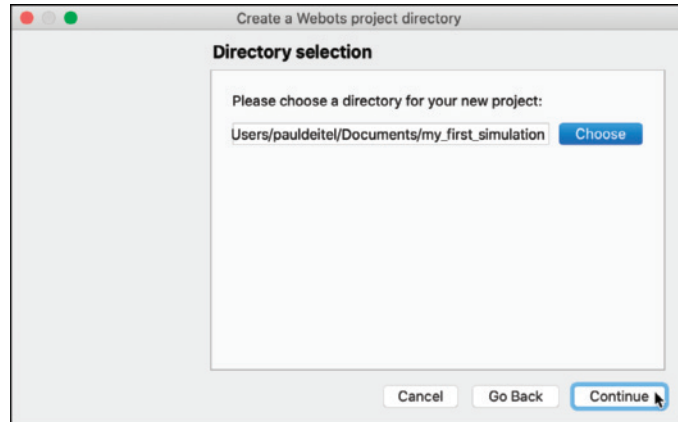 Create a Webots project directory
Directory selection
Please choose a directory for your new project:
Users/pauldeitel/Documents/my_first_simulation Choose
Cancel Go Back Continue